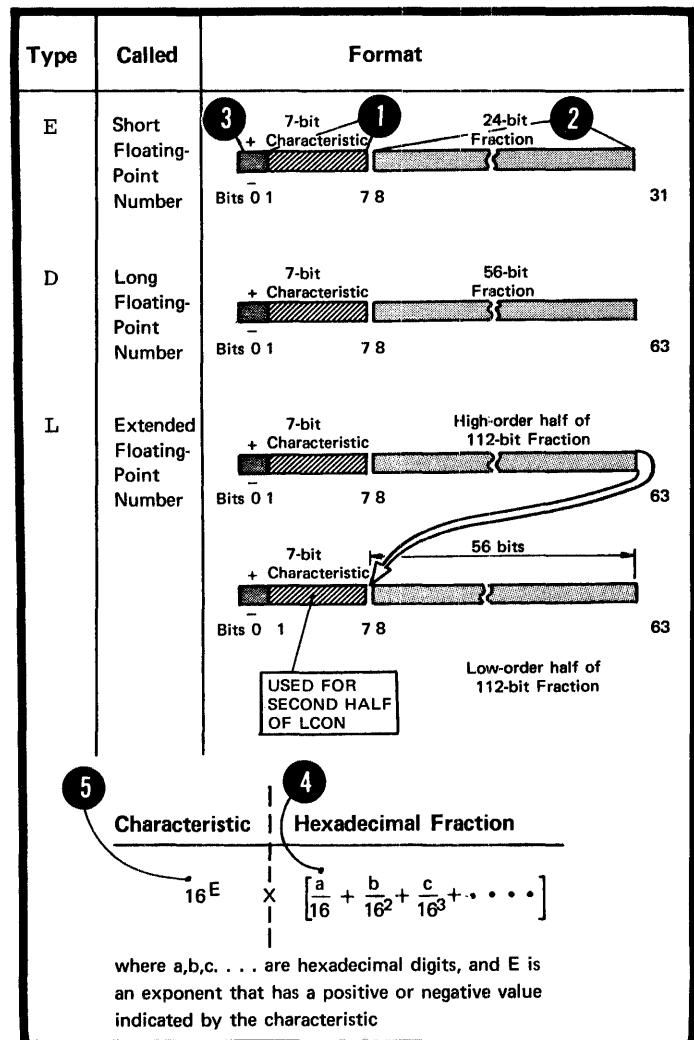 Type Called Format
E Short Floating-Point Number
3 1 2
7-bit 24-bit
+ Characteristic Fraction
–
Bits 0 1 7 8 31
D Long Floating-Point Number
7-bit 56-bit
+ Characteristic Fraction
–
Bits 0 1 7 8 63
L Extended Floating-Point Number
7-bit High-order half of
+ Characteristic 112-bit Fraction
–
Bits 0 1 7 8 63
7-bit 56 bits
+ Characteristic
–
Bits 0 1 7 8 63
Low-order half of
112-bit Fraction
USED FOR
SECOND HALF
OF LCON
5 4
Characteristic Hexadecimal Fraction
16^E X [a/16 + b/16² + c/16³ + • • • •]
where a,b,c. . . . are hexadecimal digits, and E is
an exponent that has a positive or negative value
indicated by the characteristic